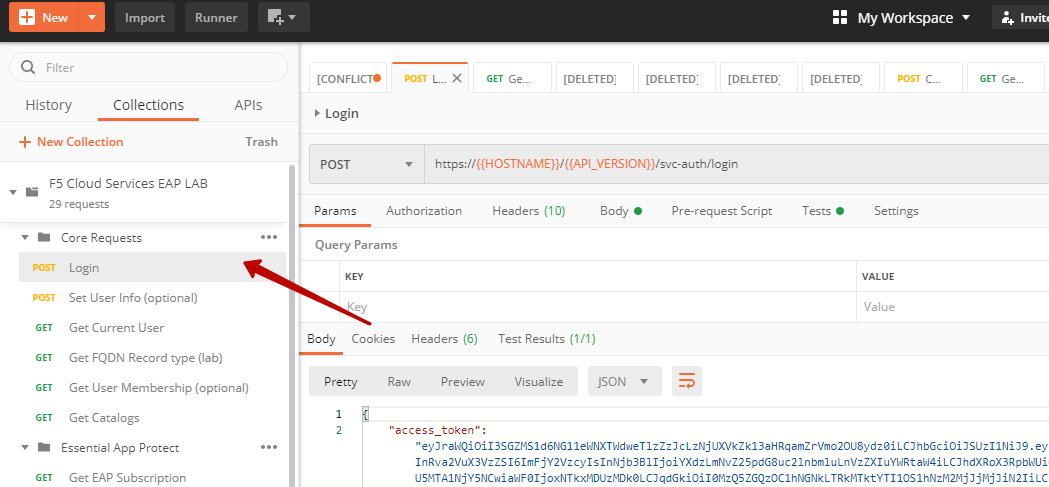 New
Import
Runner
My Workspace
Invite
Filter
History
Collections
APIs
New Collection
Trash
F5 Cloud Services EAP LAB
29 requests
Core Requests
POST Login
POST Set User Info (optional)
GET Get Current User
GET Get FQDN Record type (lab)
GET Get User Membership (optional)
GET Get Catalogs
Essential App Protect
GET Get EAP Subscription
[CONFLICT
POST L...
GET Ge...
[DELETED]
[DELETED]
[DELETED]
[DELETED]
POST C...
GET Ge...
Login
POST
https://{{HOSTNAME}}/{{API_VERSION}}/svc-auth/login
Params
Authorization
Headers (10)
Body
Pre-request Script
Tests
Settings
Query Params
KEY
VALUE
Key
Value
Body
Cookies
Headers (6)
Test Results (1/1)
Pretty
Raw
Preview
Visualize
JSON
1 {
2 "access_token":